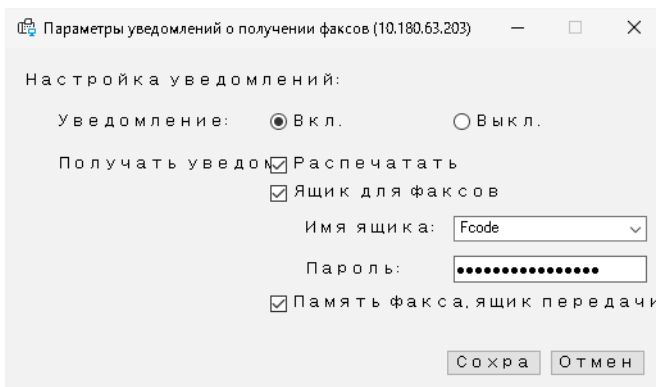 Параметры уведомлений о получении факсов (10.180.63.203)
Настройка уведомлений:
Уведомление: Вкл. Выкл.
Получать уведом Распечатать
Ящик для факсов
Имя ящика: Fcode
Пароль: ●●●●●●●●●●●●●●●●
Память факса, ящик передачи
Сохра Отмен